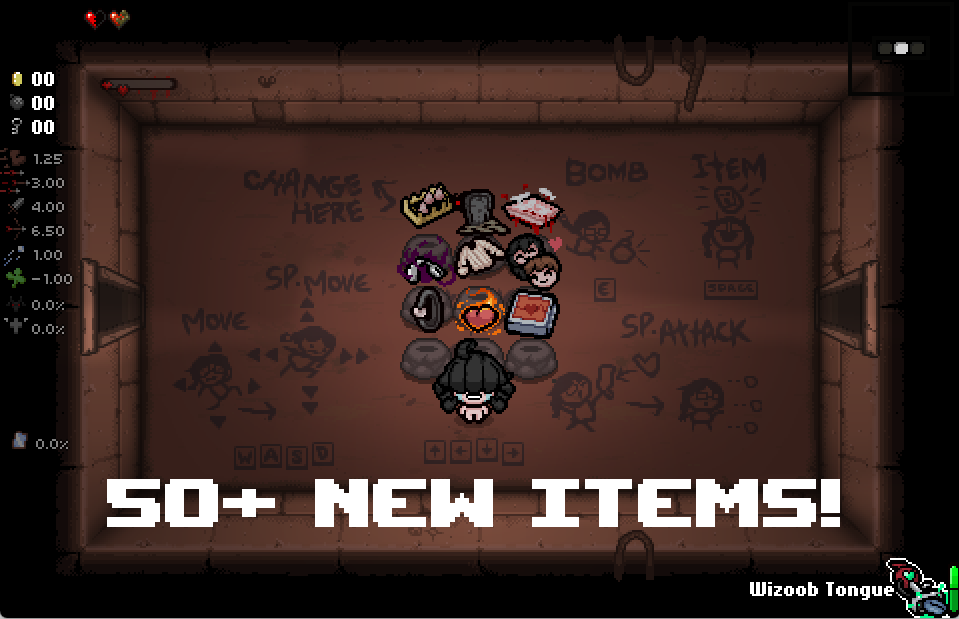 00
00
00
1.25
3.00
4.00
6.50
1.00
-1.00
0.0%
0.0%
0.0%
CHANGE
HERE
BOMB
ITEM
SP. MOVE
MOVE
E
SPACE
SP. ATTACK
W A S D
50+ NEW ITEMS!
Wizoob Tongue